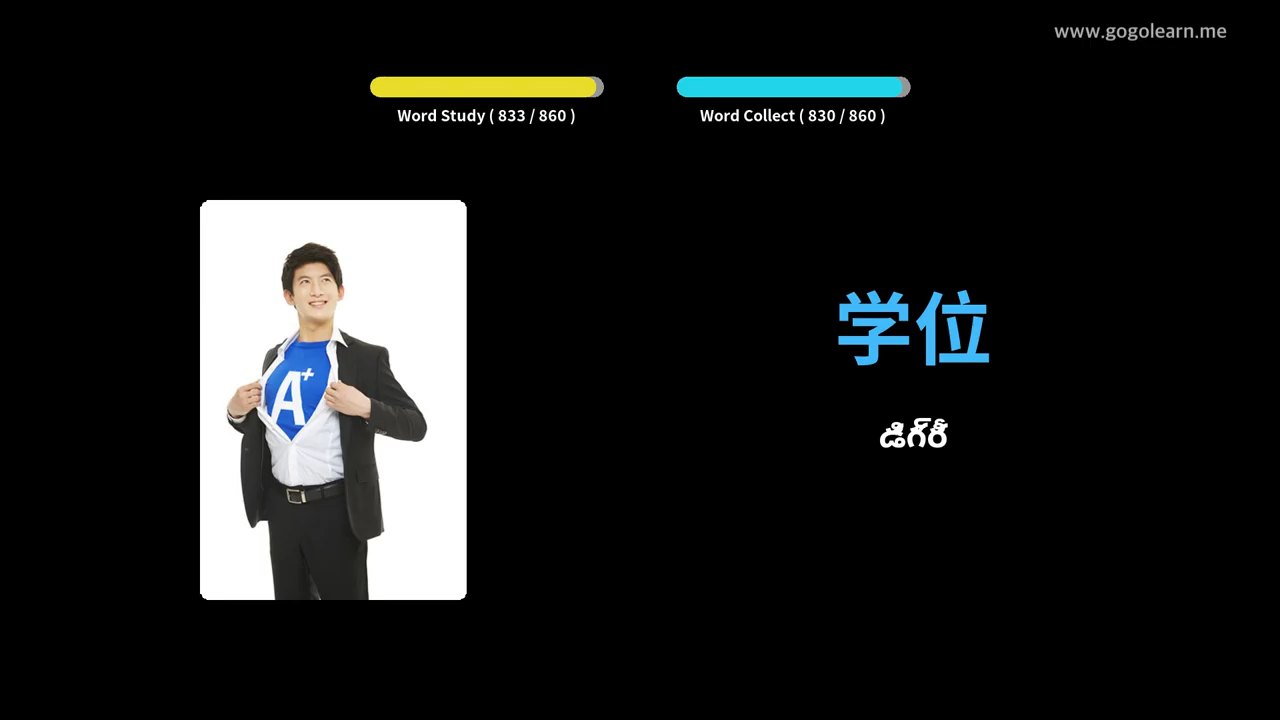 www.gogolearn.me
Word Study ( 833 / 860 )
Word Collect ( 830 / 860 )
A+
学位
డిగ్రీ